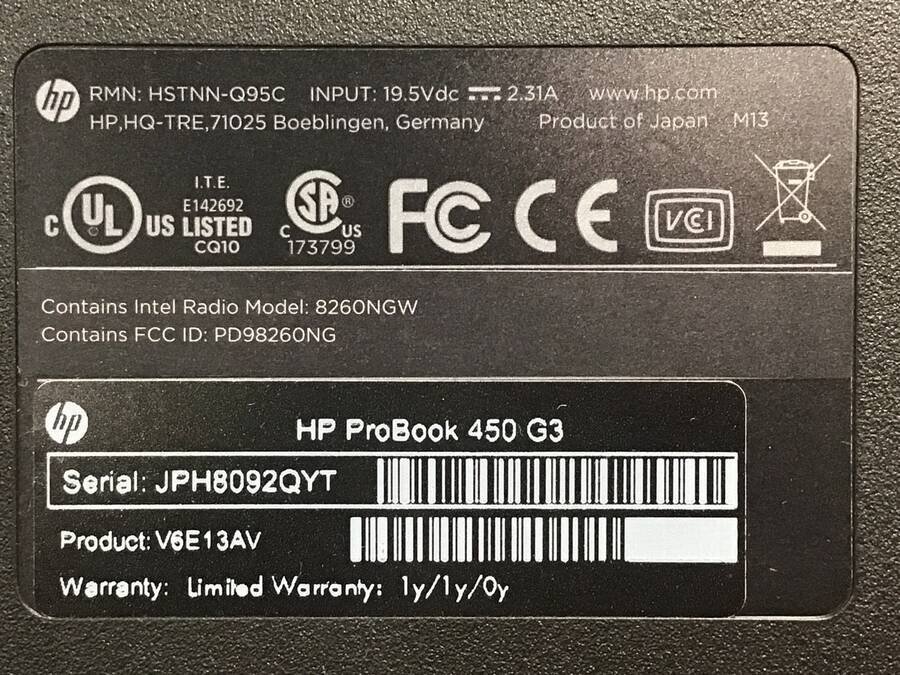 hp RMN: HSTNN-Q95C INPUT: 19.5Vdc 2.31A www.hp.com
HP,HQ-TRE,71025 Boeblingen, Germany Product of Japan M13
I.T.E.
E142692
C UL US LISTED
CQ10
C SA® US
173799
FC CE VCI
Contains Intel Radio Model: 8260NGW
Contains FCC ID: PD98260NG
hp
HP ProBook 450 G3
Serial: JPH8092QYT
Product: V6E13AV
Warranty: Limited Warranty: 1y/1y/0y